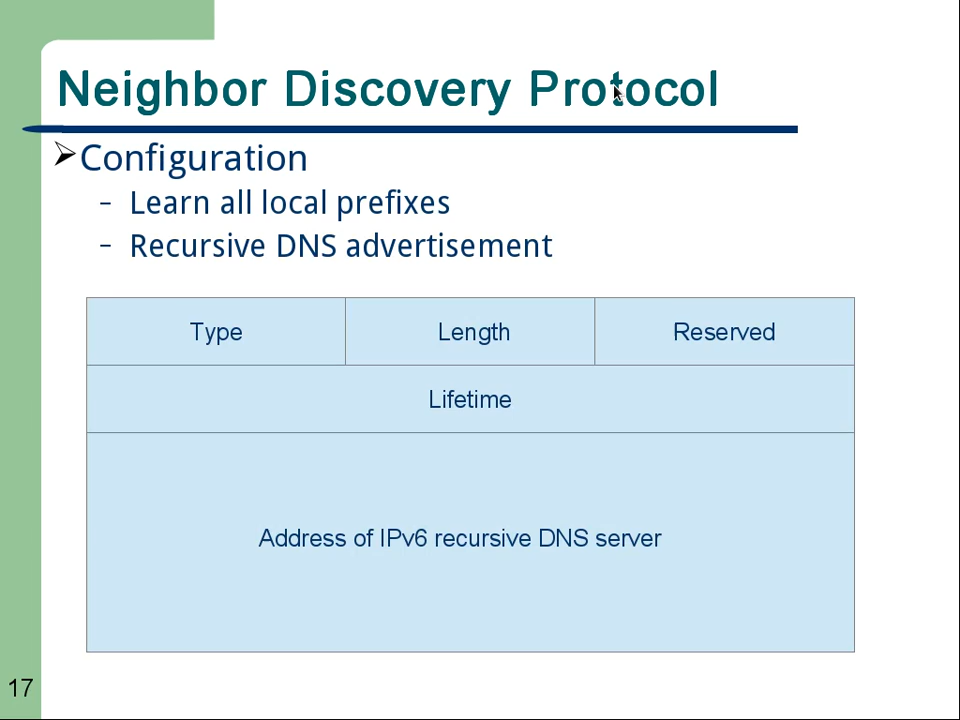 Neighbor Discovery Protocol
Configuration
– Learn all local prefixes
– Recursive DNS advertisement
Type
Length
Reserved
Lifetime
Address of IPv6 recursive DNS server
17